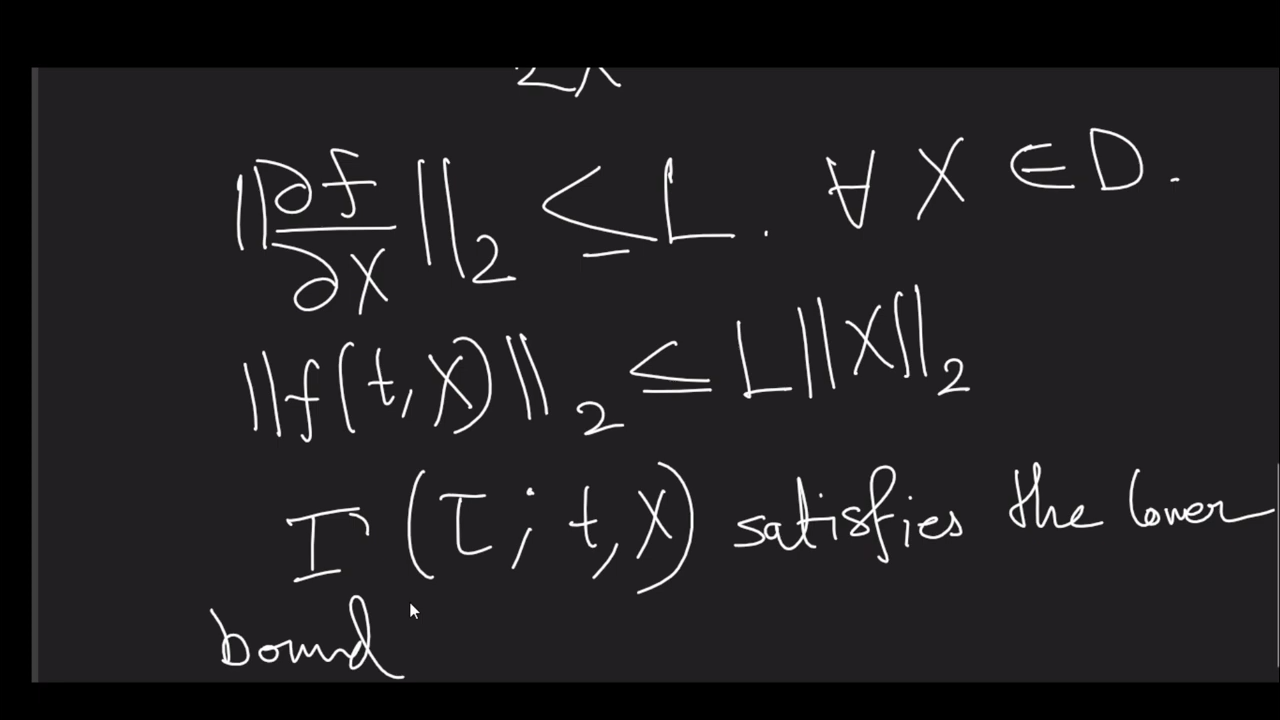 ||∂f/∂X||₂ ≤ L . ∀ X ∈ D .
||f(t,X)||₂ ≤ L||X||₂
Γ(τ; t, X) satisfies the lower
bound